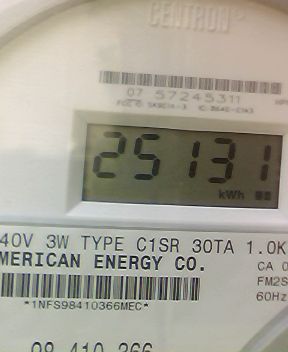 CENTRON
07 57245311
25131
kWh
40V 3W TYPE C1SR 30TA 1.0K
MERICAN ENERGY CO.
CA 0
FM2S
60Hz
*1NFS98410366MEC*
98 410 366